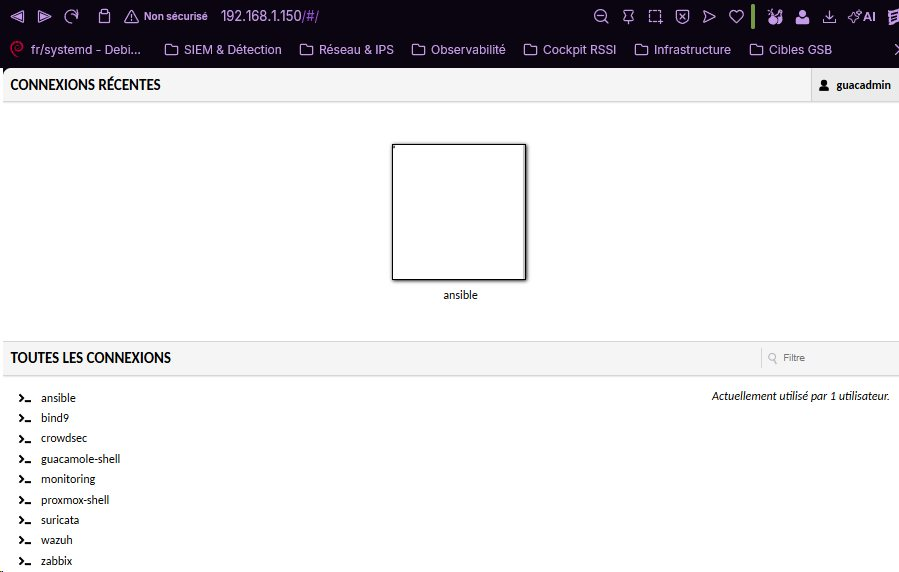 Non sécurisé 192.168.1.150/#/ AI
fr/systemd - Debi... SIEM & Détection Réseau & IPS Observabilité Cockpit RSSI Infrastructure Cibles GSB
CONNEXIONS RÉCENTES guacadmin
ansible
TOUTES LES CONNEXIONS Filtre
ansible Actuellement utilisé par 1 utilisateur.
bind9
crowdsec
guacamole-shell
monitoring
proxmox-shell
suricata
wazuh
zabbix